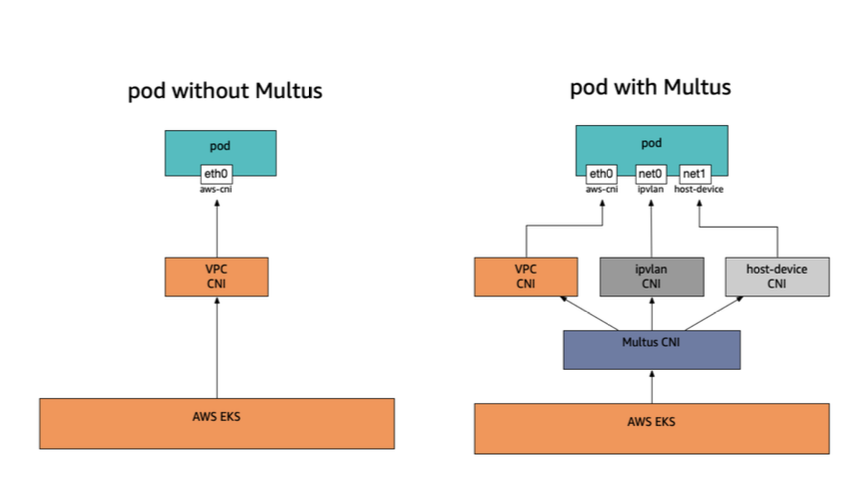 pod without Multus
pod
eth0
aws-cni
VPC
CNI
AWS EKS
pod with Multus
pod
eth0 net0 net1
aws-cni ipvlan host-device
VPC
CNI
ipvlan
CNI
host-device
CNI
Multus CNI
AWS EKS